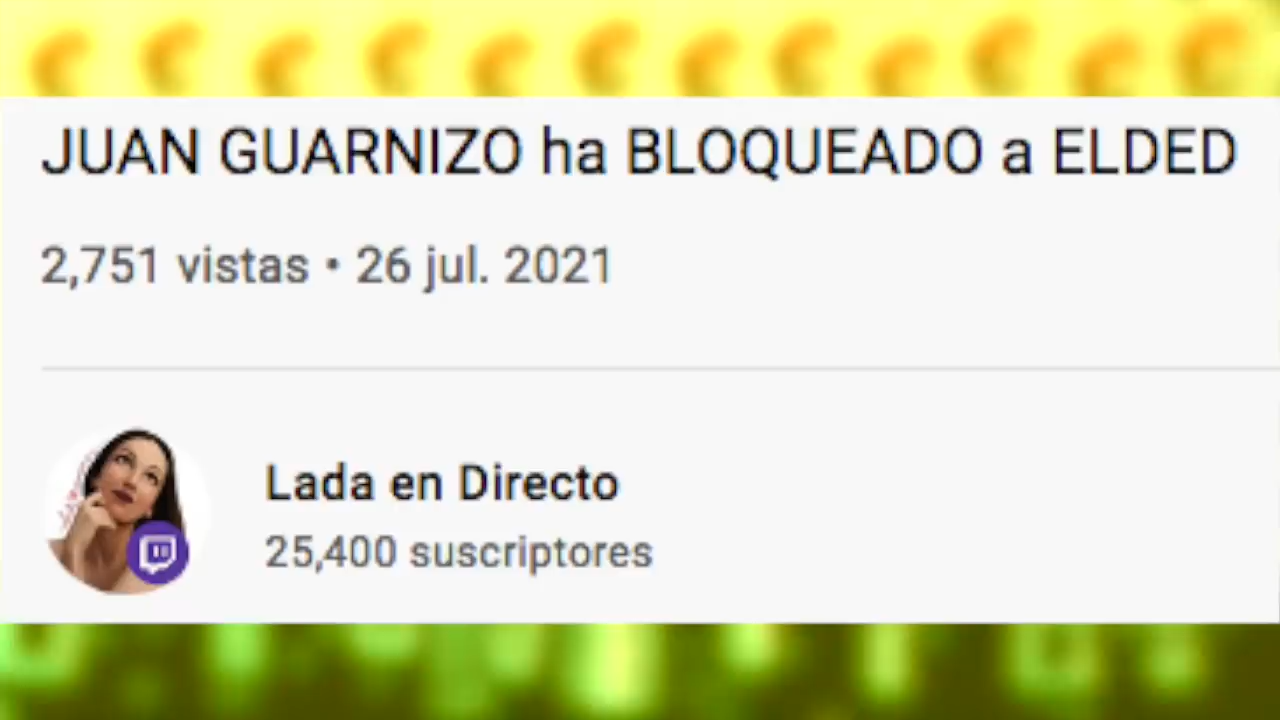 JUAN GUARNIZO ha BLOQUEADO a ELDED
2,751 vistas • 26 jul. 2021
Lada en Directo
25,400 suscriptores